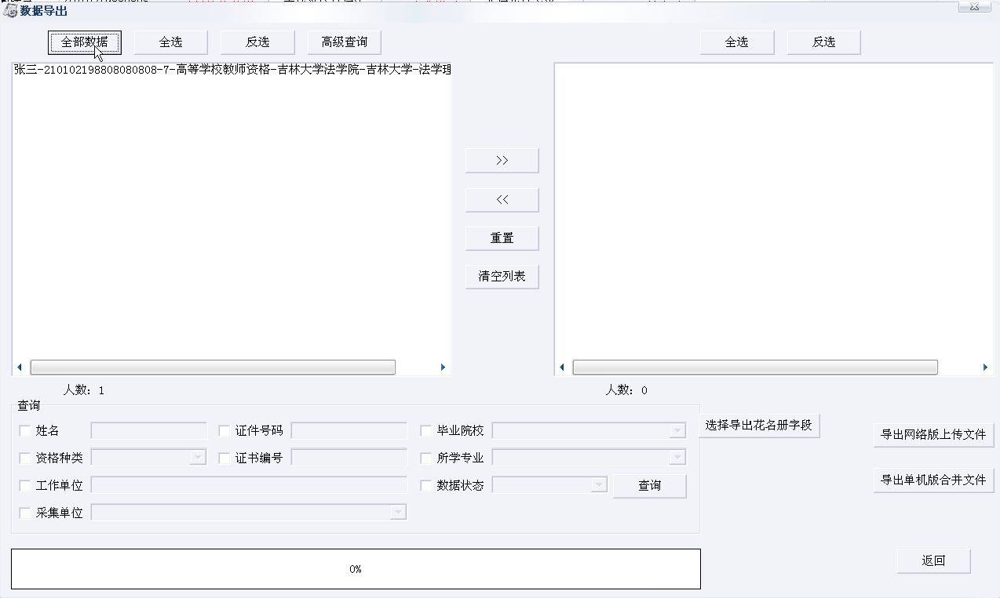 数据导出
全部数据 全选 反选 高级查询 全选 反选
张三-210102198808080808-7-高等学校教师资格-吉林大学法学院-吉林大学-法学理
>>
<<
重置
清空列表
人数: 1 人数: 0
查询
姓名 证件号码 毕业院校 选择导出花名册字段
导出网络版上传文件
资格种类 证书编号 所学专业
工作单位 数据状态 查询 导出单机版合并文件
采集单位
0% 返回